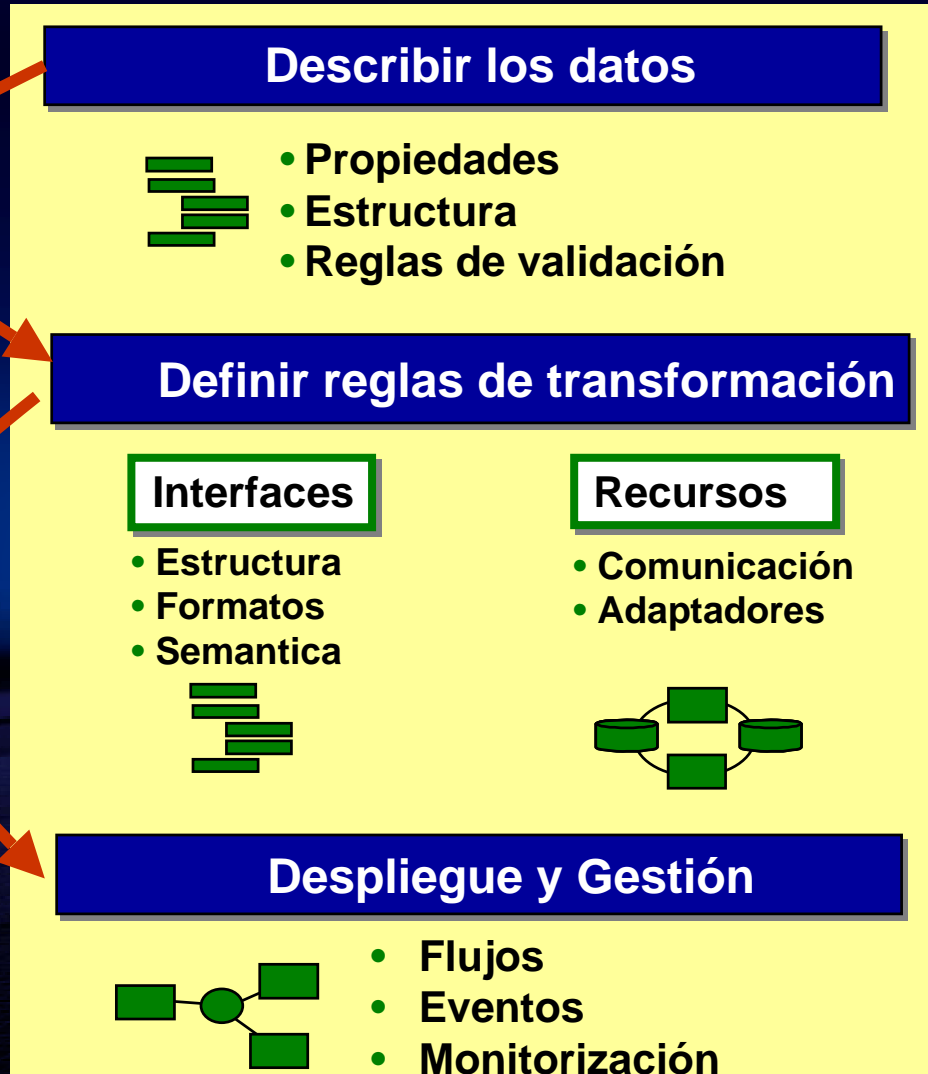 Describir los datos
• Propiedades
• Estructura
• Reglas de validación
Definir reglas de transformación
Interfaces
• Estructura
• Formatos
• Semantica
Recursos
• Comunicación
• Adaptadores
Despliegue y Gestión
• Flujos
• Eventos
• Monitorización